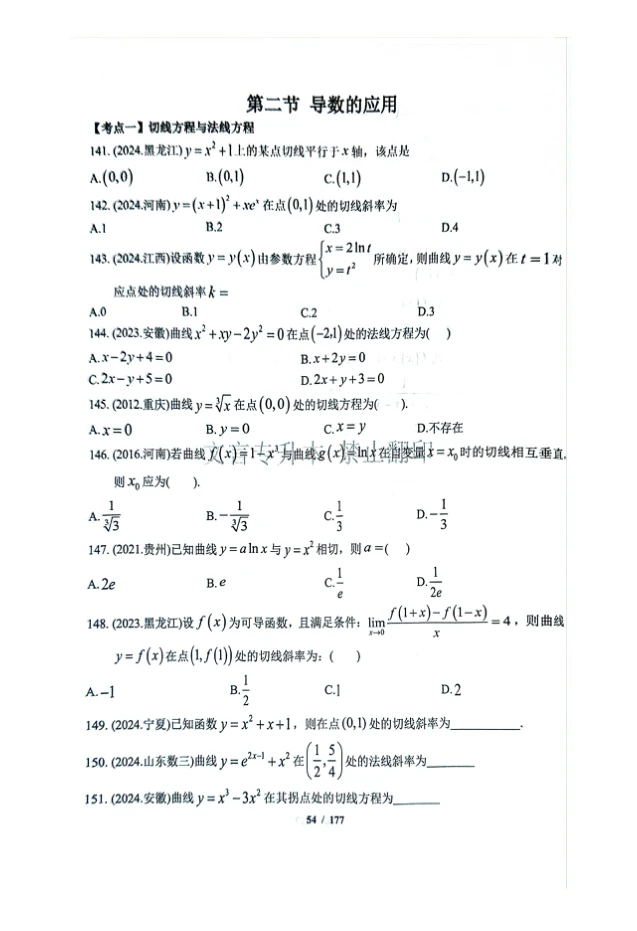 第二节 导数的应用
【考点一】切线方程与法线方程
141. (2024.黑龙江) y = x² + 1上的某点切线平行于 x 轴，该点是
A.(0,0) B.(0,1) C.(1,1) D.(−1,1)
142. (2024.河南) y = (x+1)² + xeˣ 在点(0,1)处的切线斜率为
A.1 B.2 C.3 D.4
143. (2024.江西)设函数 y = y(x) 由参数方程 {x = 2 ln t, y = t² 所确定, 则曲线 y = y(x) 在 t = 1 对
应点处的切线斜率 k =
A.0 B.1 C.2 D.3
144. (2023.安徽)曲线 x² + xy − 2y² = 0 在点(−2,1)处的法线方程为( )
A. x − 2y + 4 = 0 B. x + 2y = 0
C. 2x − y + 5 = 0 D. 2x + y + 3 = 0
145. (2012.重庆)曲线 y = ∛x 在点(0,0)处的切线方程为( ).
A. x = 0 B. y = 0 C. x = y D.不存在
146. (2016.河南)若曲线 f(x) = 1 − x³ 与曲线 g(x) = ln x 在自变量 x = x₀ 时的切线相互垂直,
则 x₀ 应为( ).
A. 1/∛3 B. −1/∛3 C. 1/3 D. −1/3
147. (2021.贵州)已知曲线 y = a ln x 与 y = x² 相切，则 a = ( )
A. 2e B. e C. 1/e D. 1/2e
148. (2023.黑龙江)设 f(x) 为可导函数，且满足条件: lim x→0 [f(1+x) − f(1−x)]/x = 4，则曲线
y = f(x) 在点(1, f(1))处的切线斜率为: ( )
A. −1 B. 1/2 C.1 D. 2
149. (2024.宁夏)已知函数 y = x² + x + 1，则在点(0,1)处的切线斜率为________.
150. (2024.山东数三)曲线 y = e²ˣ⁻¹ + x² 在 (1/2, 5/4) 处的法线斜率为______
151. (2024.安徽)曲线 y = x³ − 3x² 在其拐点处的切线方程为______
54 / 177